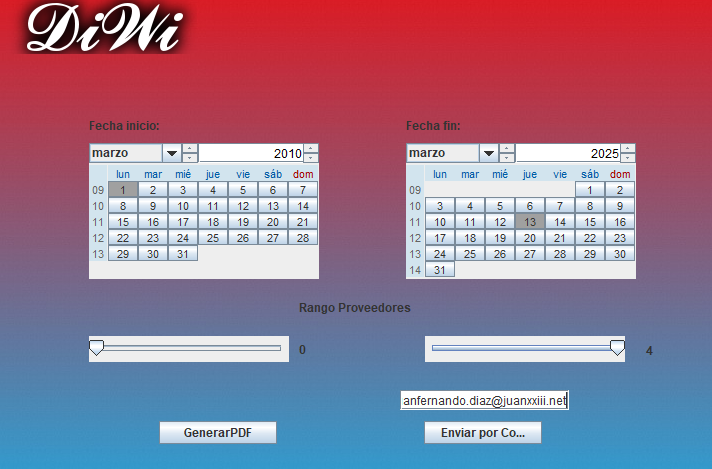 DiWi
Fecha inicio: Fecha fin:
marzo 2010 marzo 2025
lun mar mié jue vie sáb dom lun mar mié jue vie sáb dom
09 1 2 3 4 5 6 7 09 1 2
10 8 9 10 11 12 13 14 10 3 4 5 6 7 8 9
11 15 16 17 18 19 20 21 11 10 11 12 13 14 15 16
12 22 23 24 25 26 27 28 12 17 18 19 20 21 22 23
13 29 30 31 13 24 25 26 27 28 29 30
14 31
Rango Proveedores
0 4
anfernando.diaz@juanxxiii.net
GenerarPDF Enviar por Co...